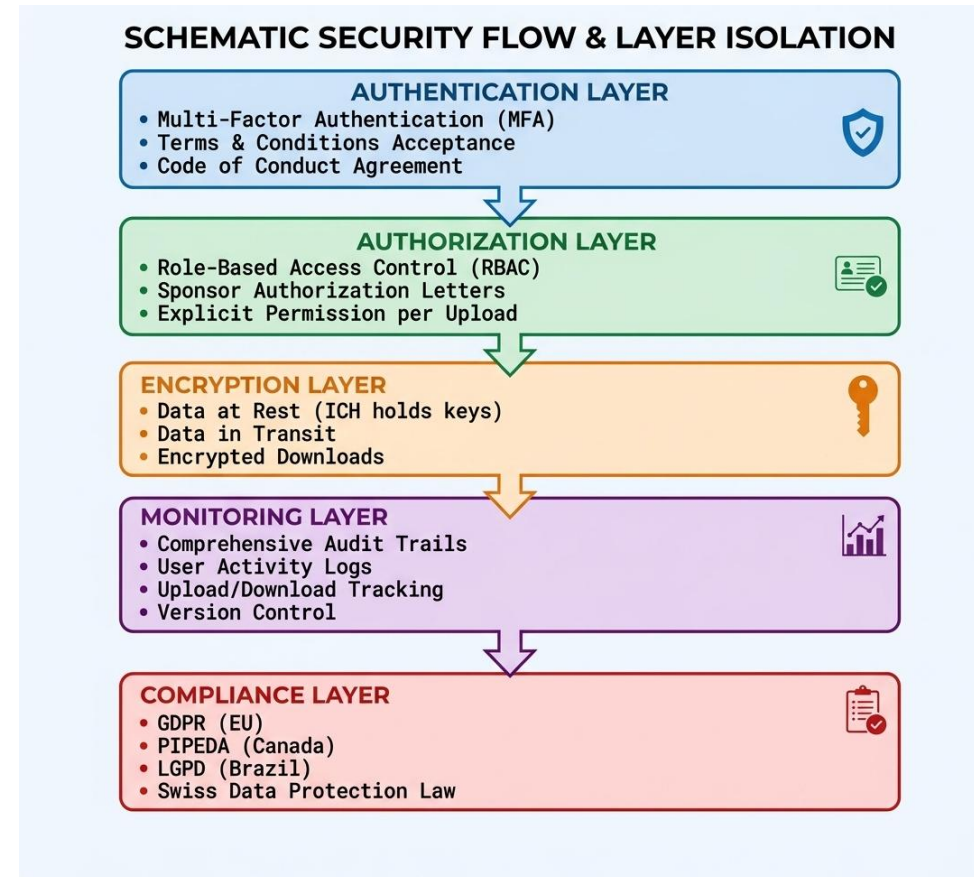 SCHEMATIC SECURITY FLOW & LAYER ISOLATION
AUTHENTICATION LAYER
• Multi-Factor Authentication (MFA)
• Terms & Conditions Acceptance
• Code of Conduct Agreement
AUTHORIZATION LAYER
• Role-Based Access Control (RBAC)
• Sponsor Authorization Letters
• Explicit Permission per Upload
ENCRYPTION LAYER
• Data at Rest (ICH holds keys)
• Data in Transit
• Encrypted Downloads
MONITORING LAYER
• Comprehensive Audit Trails
• User Activity Logs
• Upload/Download Tracking
• Version Control
COMPLIANCE LAYER
• GDPR (EU)
• PIPEDA (Canada)
• LGPD (Brazil)
• Swiss Data Protection Law